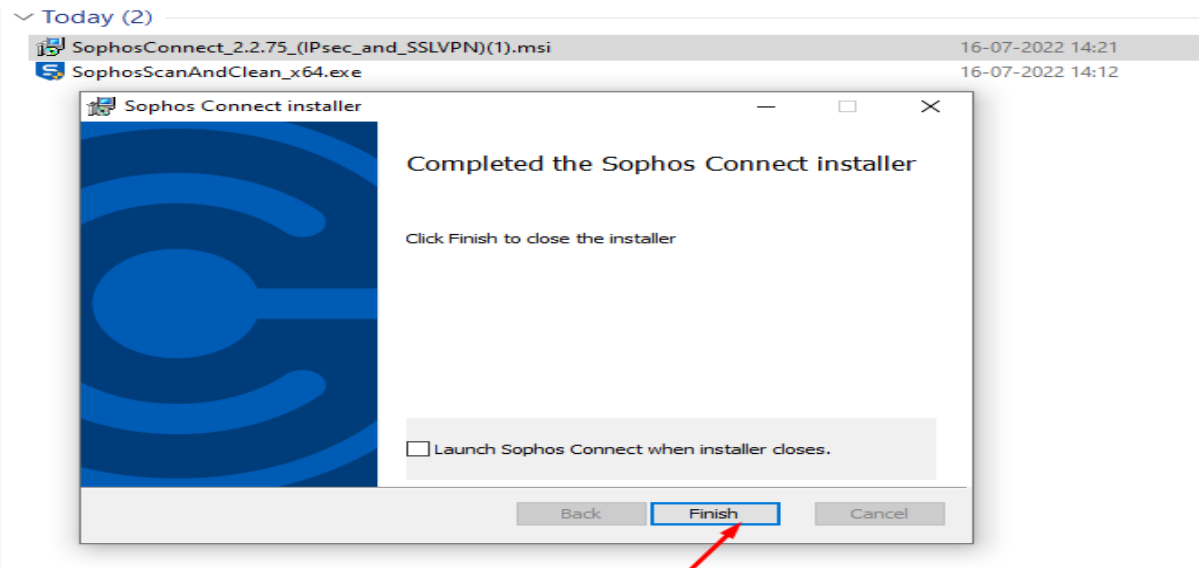 Today (2)
SophosConnect_2.2.75_(IPsec_and_SSLVPN)(1).msi 16-07-2022 14:21
SophosScanAndClean_x64.exe 16-07-2022 14:12
Sophos Connect installer
Completed the Sophos Connect installer
Click Finish to close the installer
Launch Sophos Connect when installer closes.
Back Finish Cancel